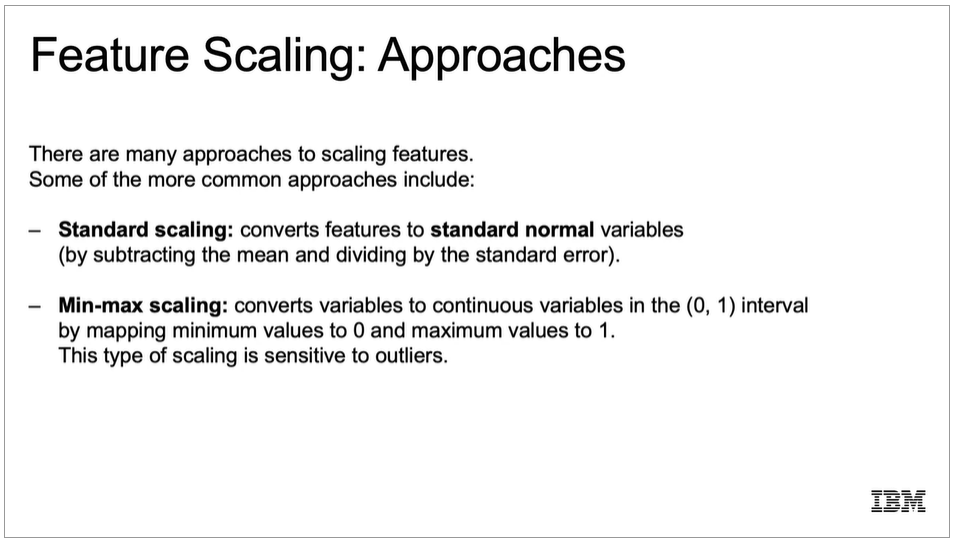 Feature Scaling: Approaches
There are many approaches to scaling features.
Some of the more common approaches include:
– Standard scaling: converts features to standard normal variables
(by subtracting the mean and dividing by the standard error).
– Min-max scaling: converts variables to continuous variables in the (0, 1) interval
by mapping minimum values to 0 and maximum values to 1.
This type of scaling is sensitive to outliers.
IBM